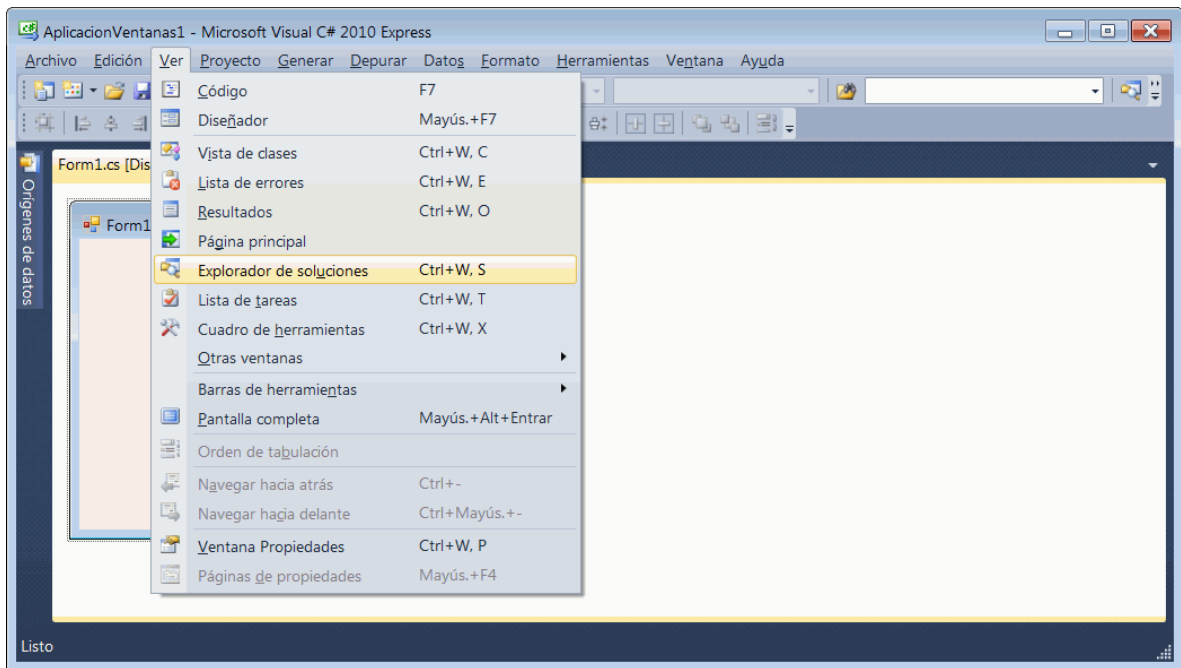 AplicacionVentanas1 - Microsoft Visual C# 2010 Express
Archivo Edición Ver Proyecto Generar Depurar Datos Formato Herramientas Ventana Ayuda
Código F7
Diseñador Mayús.+F7
Form1.cs [Dis
Vista de clases Ctrl+W, C
Lista de errores Ctrl+W, E
Resultados Ctrl+W, O
Form1
Página principal
Explorador de soluciones Ctrl+W, S
Lista de tareas Ctrl+W, T
Cuadro de herramientas Ctrl+W, X
Otras ventanas
Barras de herramientas
Pantalla completa Mayús.+Alt+Entrar
Orden de tabulación
Navegar hacia atrás Ctrl+-
Navegar hacia delante Ctrl+Mayús.+-
Ventana Propiedades Ctrl+W, P
Páginas de propiedades Mayús.+F4
Orígenes de datos
Listo